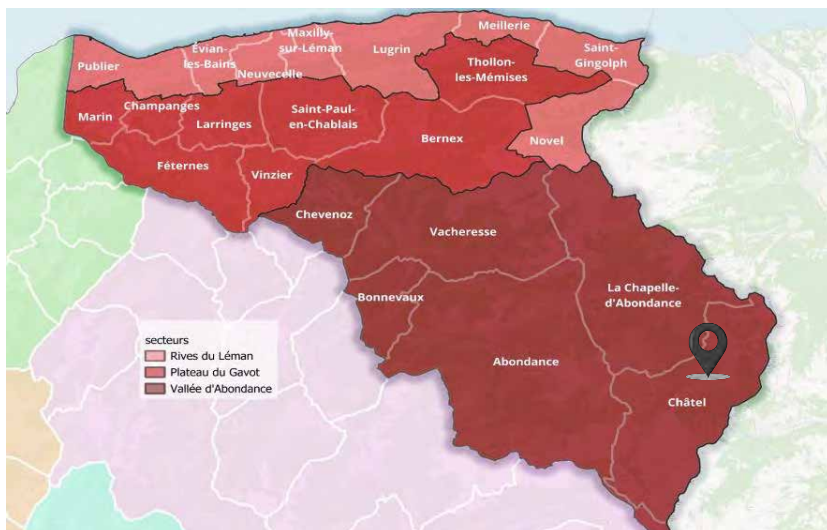 Meillerie
Maxilly-
sur-Léman
Évian-
les-Bains
Lugrin
Saint-
Gingolph
Publier
Neuvecelle
Thollon-
les-Mémises
Champanges
Marin
Larringes
Saint-Paul-
en-Chablais
Bernex
Novel
Féternes
Vinzier
Chevenoz
Vacheresse
La Chapelle-
d'Abondance
Bonnevaux
Abondance
Châtel
secteurs
Rives du Léman
Plateau du Gavot
Vallée d'Abondance